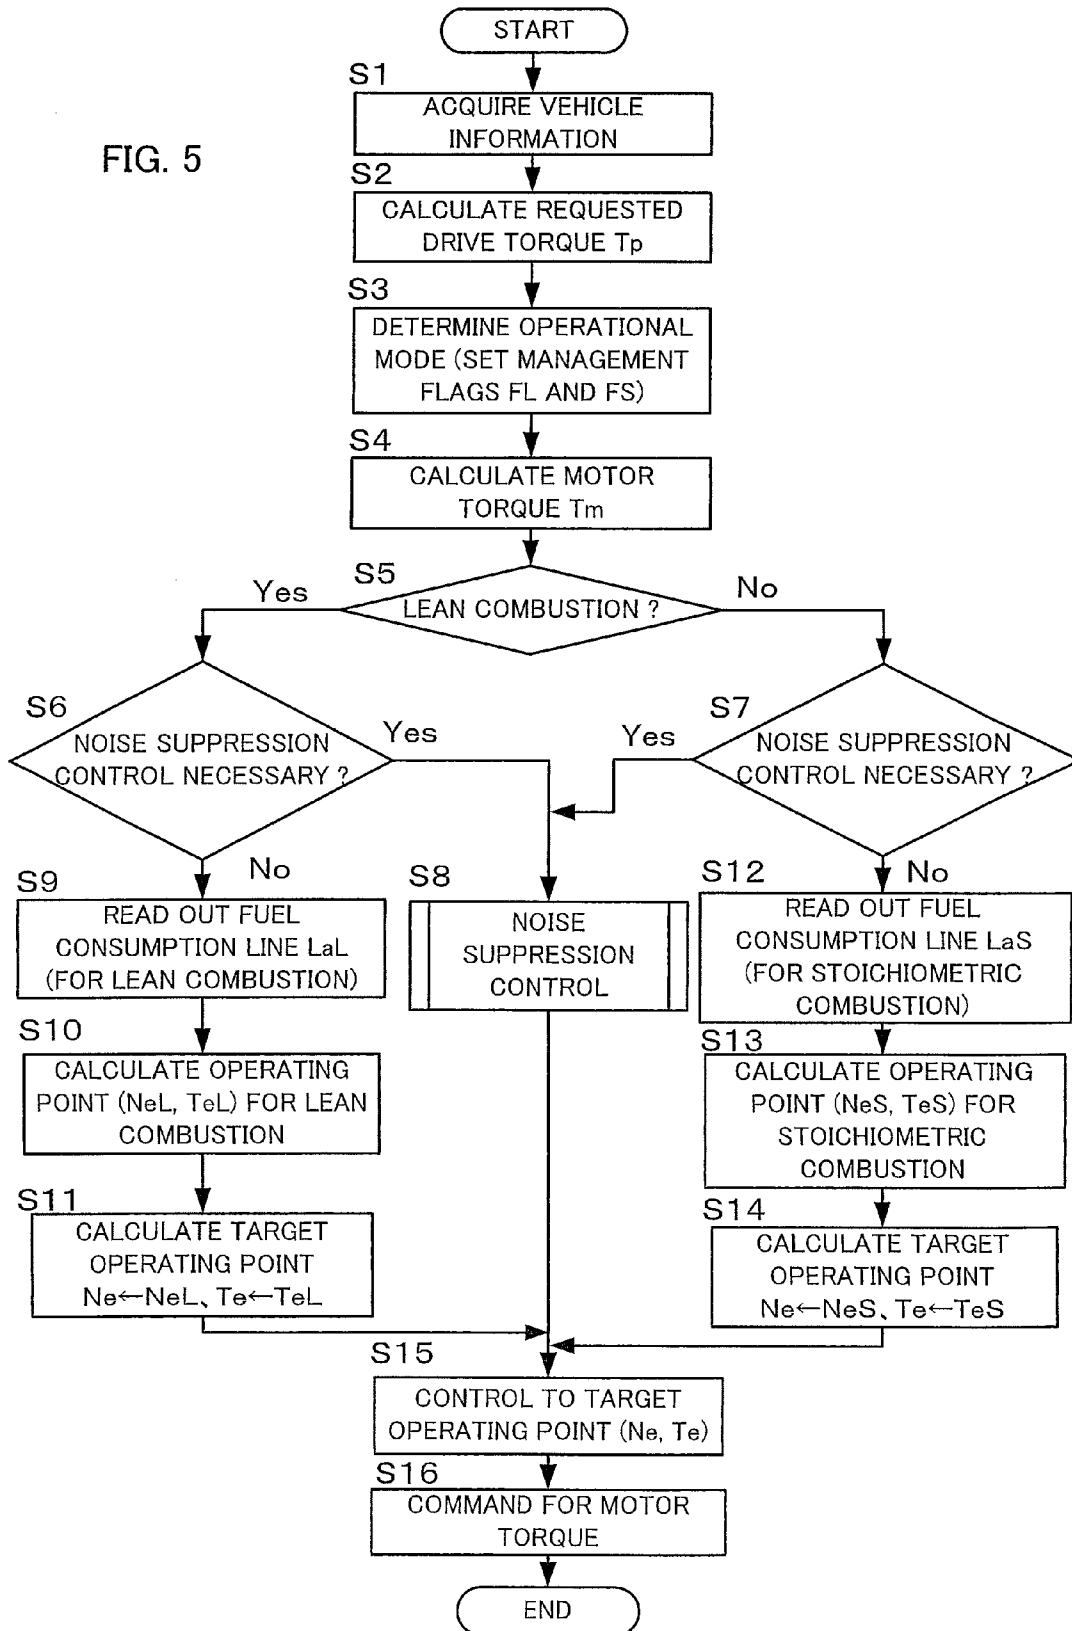 START
S1
ACQUIRE VEHICLE
INFORMATION
FIG. 5
S2
CALCULATE REQUESTED
DRIVE TORQUE Tp
S3
DETERMINE OPERATIONAL
MODE (SET MANAGEMENT
FLAGS FL AND FS)
S4
CALCULATE MOTOR
TORQUE Tm
S5
Yes
LEAN COMBUSTION ?
No
S6
NOISE SUPPRESSION
CONTROL NECESSARY ?
Yes
No
S7
NOISE SUPPRESSION
CONTROL NECESSARY ?
Yes
No
S9
READ OUT FUEL
CONSUMPTION LINE LaL
(FOR LEAN COMBUSTION)
S8
NOISE
SUPPRESSION
CONTROL
S12
READ OUT FUEL
CONSUMPTION LINE LaS
(FOR STOICHIOMETRIC
COMBUSTION)
S10
CALCULATE OPERATING
POINT (NeL, TeL) FOR LEAN
COMBUSTION
S13
CALCULATE OPERATING
POINT (NeS, TeS) FOR
STOICHIOMETRIC
COMBUSTION
S11
CALCULATE TARGET
OPERATING POINT
Ne←NeL、Te←TeL
S14
CALCULATE TARGET
OPERATING POINT
Ne←NeS、Te←TeS
S15
CONTROL TO TARGET
OPERATING POINT (Ne, Te)
S16
COMMAND FOR MOTOR
TORQUE
END